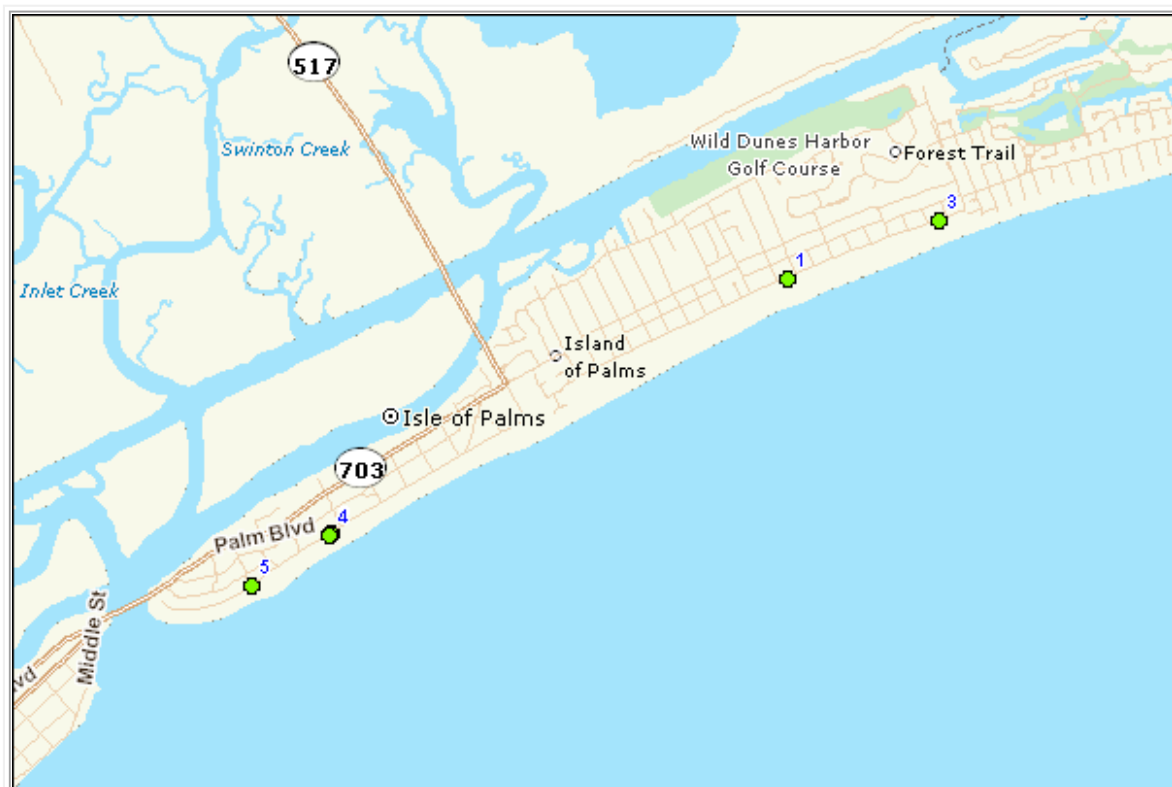 517
Swinton Creek
Wild Dunes Harbor
Golf Course
Forest Trail
3
1
Inlet Creek
Island
of Palms
Isle of Palms
703
4
Palm Blvd
5
Middle St